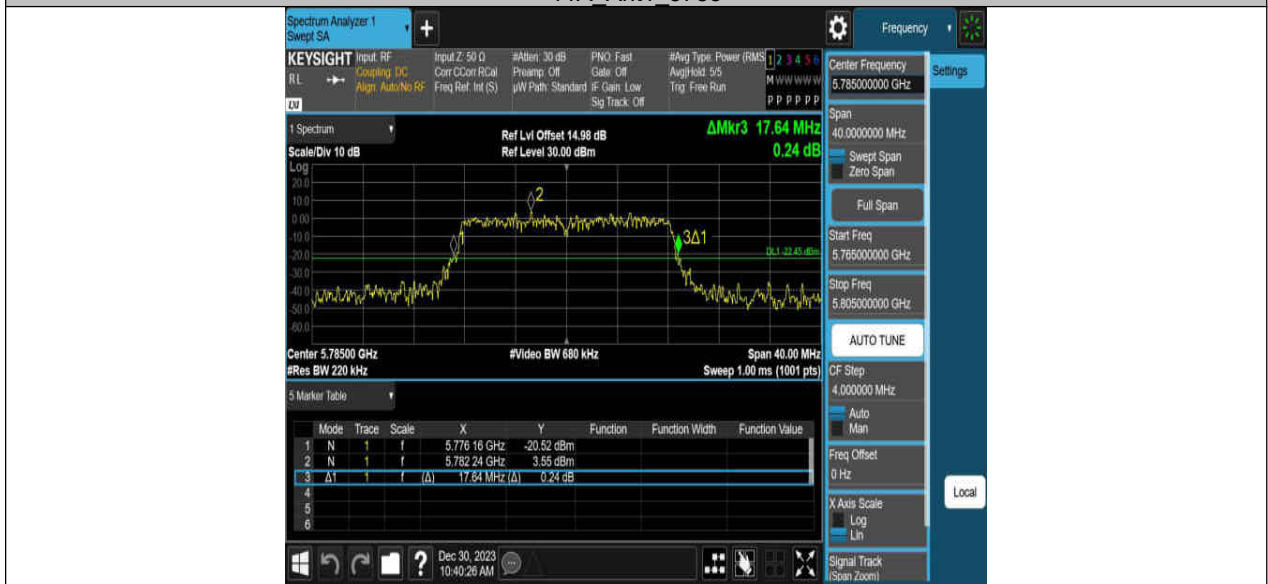 Spectrum Analyzer 1
Swept SA
+
Frequency
KEYSIGHT
RL
LXI
Input: RF
Coupling: DC
Align: Auto/No RF
Input Z: 50 Ω
Corr CCorr RCal
Freq Ref: Int (S)
#Atten: 30 dB
Preamp: Off
µW Path: Standard
PNO: Fast
Gate: Off
IF Gain: Low
Sig Track: Off
#Avg Type: Power (RMS
Avg|Hold: 5/5
Trig: Free Run
1 2 3 4 5 6
M W W W W W
P P P P P P
Center Frequency
5.785000000 GHz
Settings
Span
40.0000000 MHz
Swept Span
Zero Span
Full Span
Start Freq
5.765000000 GHz
Stop Freq
5.805000000 GHz
AUTO TUNE
CF Step
4.000000 MHz
Auto
Man
Freq Offset
0 Hz
X Axis Scale
Log
Lin
Signal Track
(Span Zoom)
Local
1 Spectrum
Scale/Div 10 dB
Ref Lvl Offset 14.98 dB
Ref Level 30.00 dBm
ΔMkr3 17.64 MHz
0.24 dB
Log
20.0
10.0
0.00
-10.0
-20.0
-30.0
-40.0
-50.0
-60.0
2
3Δ1
DL1 -22.45 dBm
Center 5.78500 GHz
#Video BW 680 kHz
Span 40.00 MHz
#Res BW 220 kHz
Sweep 1.00 ms (1001 pts)
5 Marker Table
Mode Trace Scale X Y Function Function Width Function Value
1 N 1 f 5.776 16 GHz -20.52 dBm
2 N 1 f 5.782 24 GHz 3.55 dBm
3 Δ1 1 f (Δ) 17.64 MHz (Δ) 0.24 dB
4
5
6
?
Dec 30, 2023
10:40:26 AM